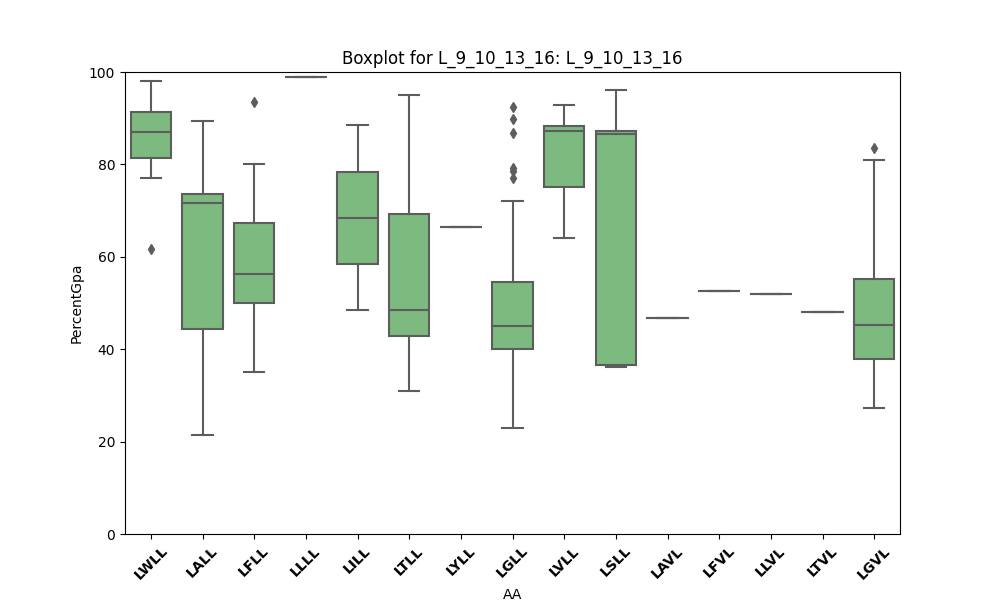 Boxplot for L_9_10_13_16: L_9_10_13_16
PercentGpa
100
80
60
40
20
0
LWLL LALL LFLL LLLL LILL LTLL LYLL LGLL LVLL LSLL LAVL LFVL LLVL LTVL LGVL
AA